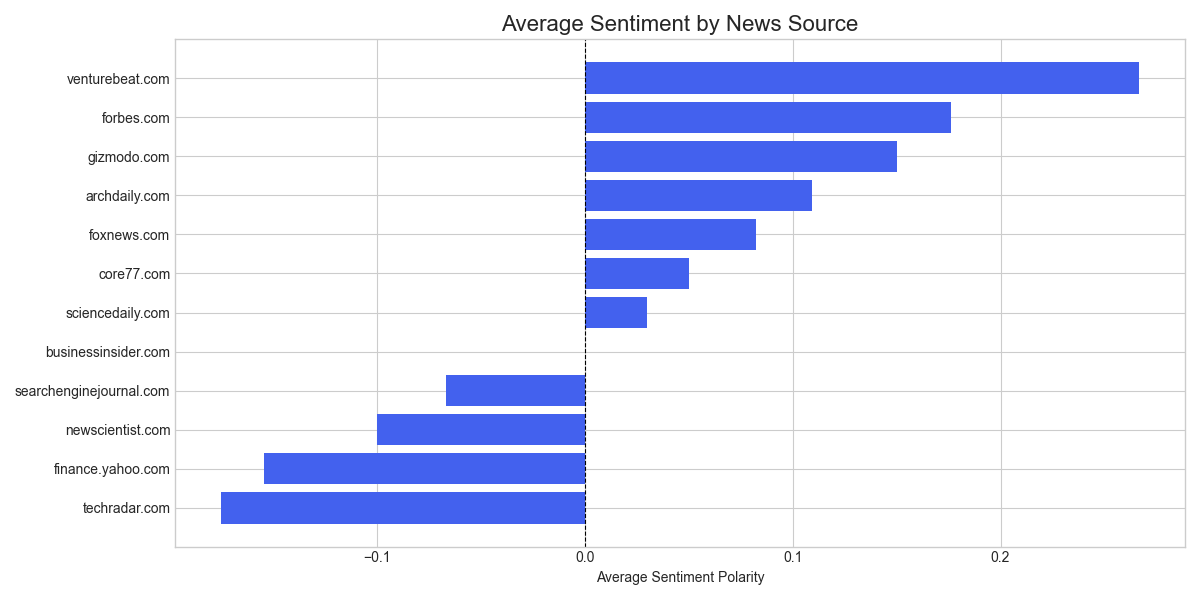 Average Sentiment by News Source
venturebeat.com
forbes.com
gizmodo.com
archdaily.com
foxnews.com
core77.com
sciencedaily.com
businessinsider.com
searchenginejournal.com
newscientist.com
finance.yahoo.com
techradar.com
−0.1 0.0 0.1 0.2
Average Sentiment Polarity